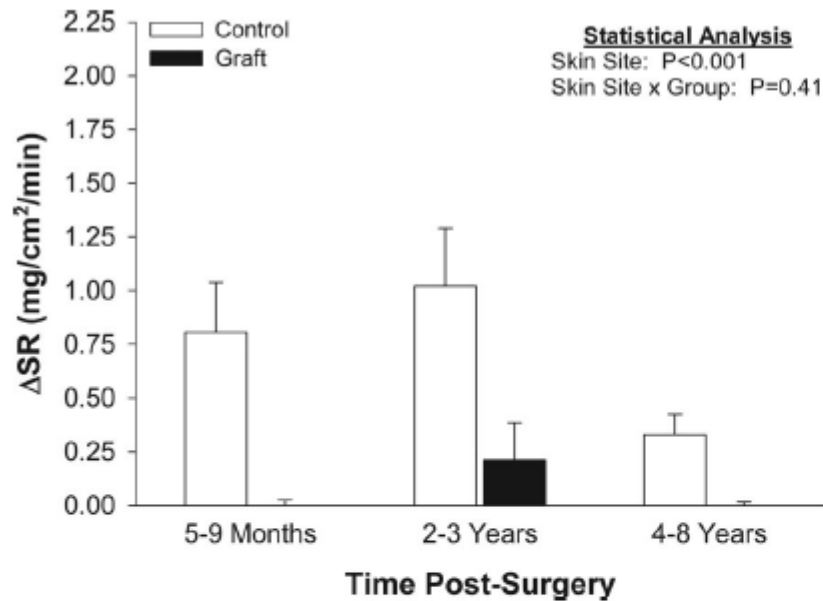 2.25
2.00
1.75
1.50
1.25
1.00
0.75
0.50
0.25
0.00
ΔSR (mg/cm²/min)
Control
Graft
Statistical Analysis
Skin Site: P<0.001
Skin Site x Group: P=0.41
5-9 Months
2-3 Years
4-8 Years
Time Post-Surgery